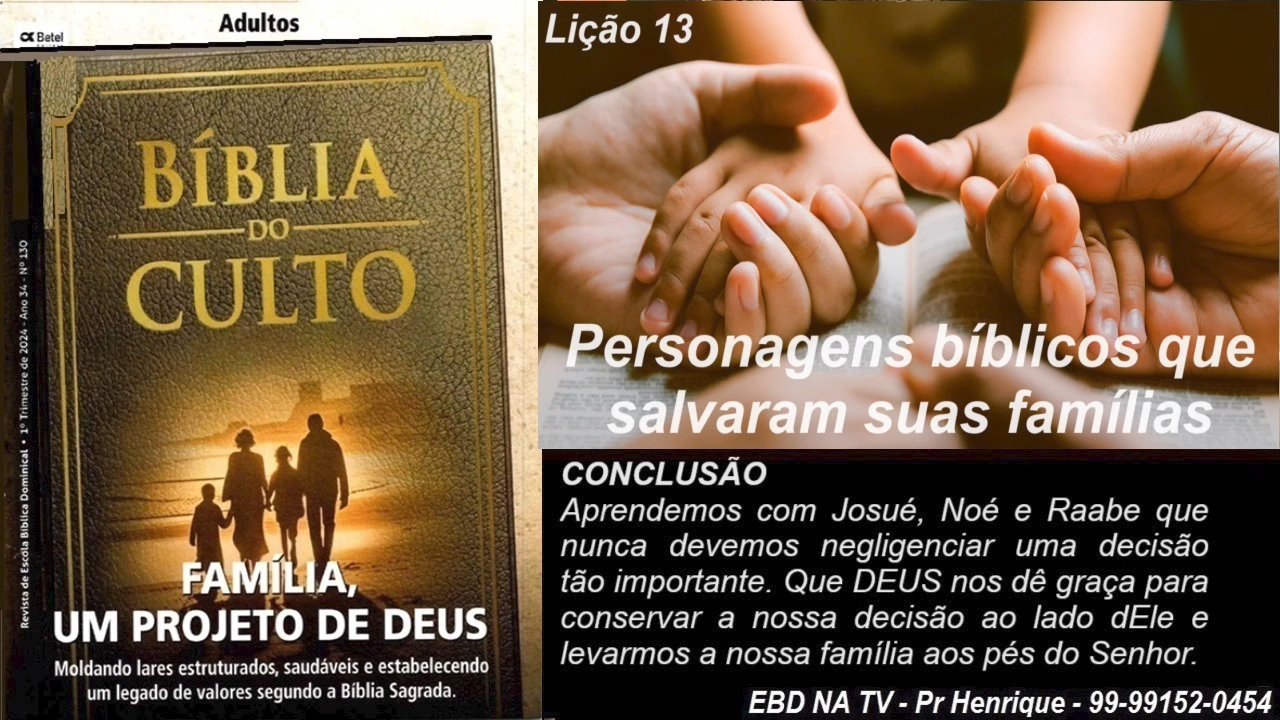 Adultos
Betel
BÍBLIA
DO
CULTO
Revista de Escola Bíblica Dominical • 1º Trimestre de 2024 - Ano 34 - Nº 130
FAMÍLIA,
UM PROJETO DE DEUS
Moldando lares estruturados, saudáveis e estabelecendo
um legado de valores segundo a Bíblia Sagrada.
Lição 13
Personagens bíblicos que
salvaram suas famílias
CONCLUSÃO
Aprendemos com Josué, Noé e Raabe que
nunca devemos negligenciar uma decisão
tão importante. Que DEUS nos dê graça para
conservar a nossa decisão ao lado dEle e
levarmos a nossa família aos pés do Senhor.
EBD NA TV - Pr Henrique - 99-99152-0454